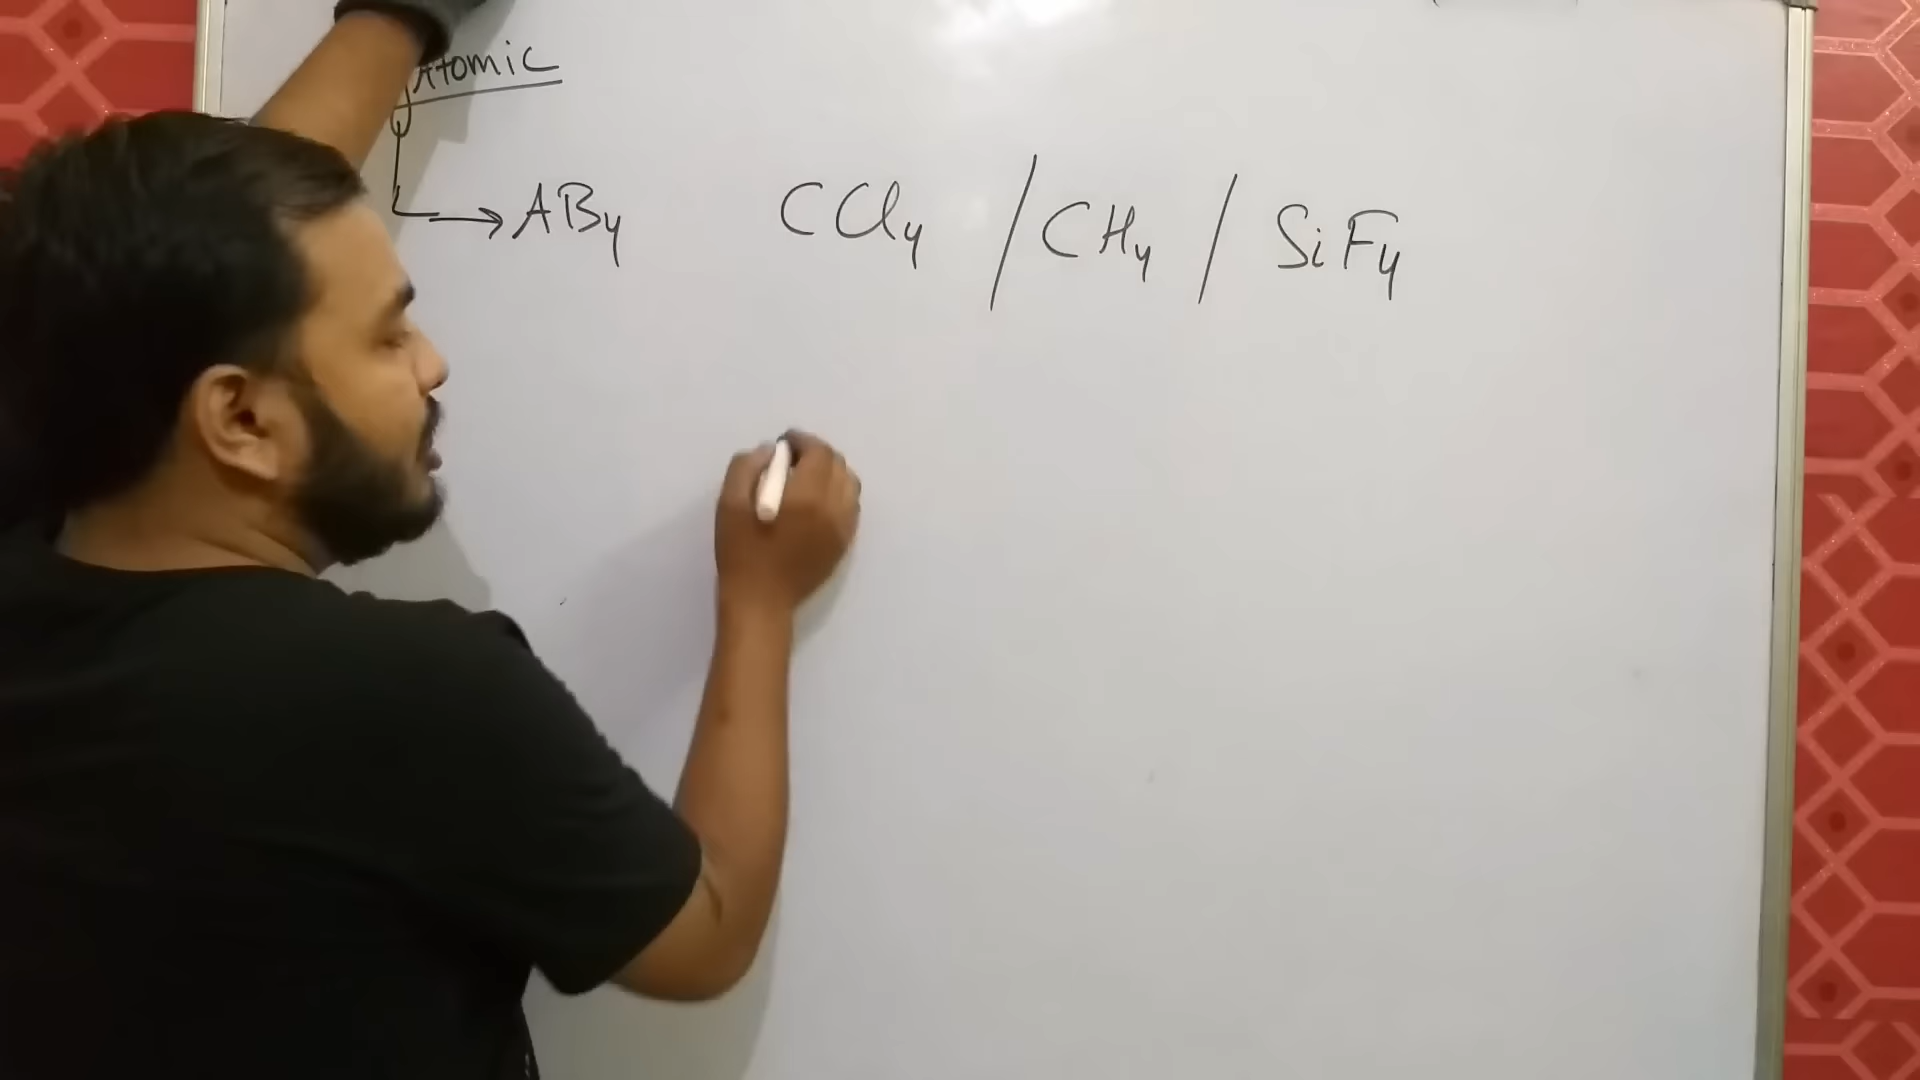 Atomic
→ AB4 CCl4 / CH4 / SiF4